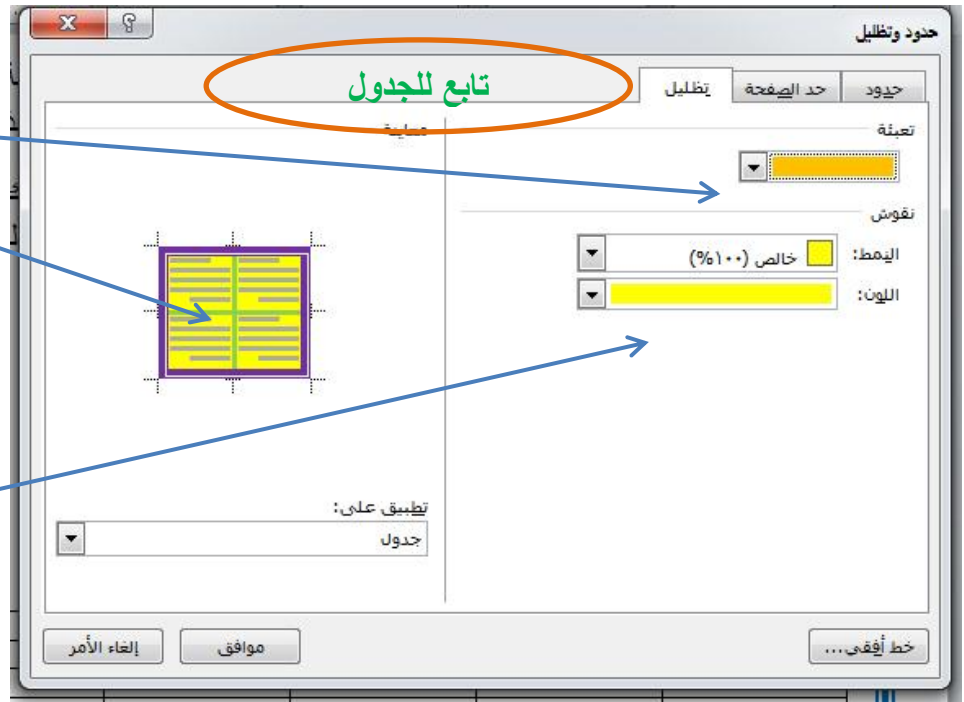 حدود وتظليل
حدود
حد الصفحة
تظليل
تابع للجدول
تعبئة
معاينة
نقوش
النمط:
خالص (١٠٠%)
اللون:
تطبيق على:
جدول
خط أفقي...
موافق
إلغاء الأمر